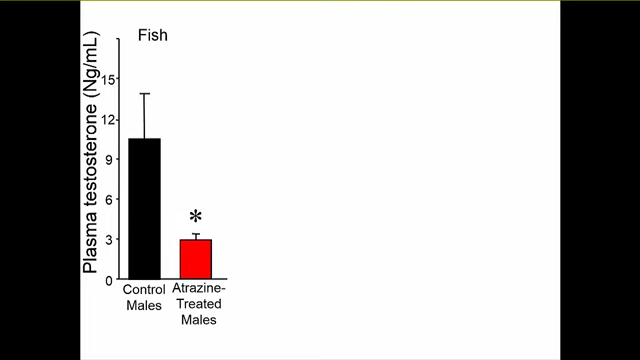 Fish
Plasma testosterone (Ng/mL)
15
12
9
6
3
0
*
Control
Males
Atrazine-
Treated
Males